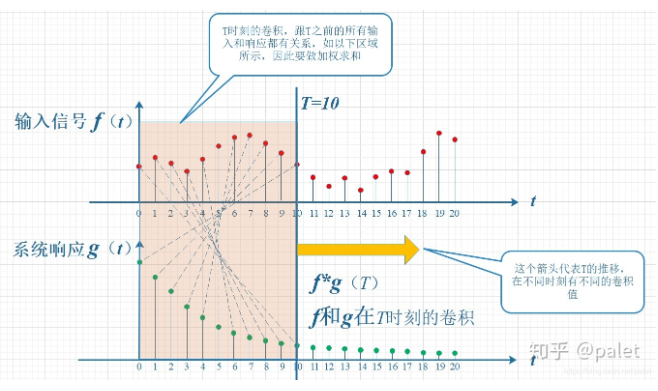 T时刻的卷积，跟T之前的所有输
入和响应都有关系，如以下区域
所示，因此要做加权求和
T=10
输入信号 f（t）
t
0 1 2 3 4 5 6 7 8 9 10 11 12 13 14 15 16 17 18 19 20
系统响应 g（t）
f*g（T）
f和g在T时刻的卷积
这个箭头代表T的推移，
在不同时刻有不同的卷积
值
知乎 @palet
t
0 1 2 3 4 5 6 7 8 9 10 11 12 13 14 15 16 17 18 19 20